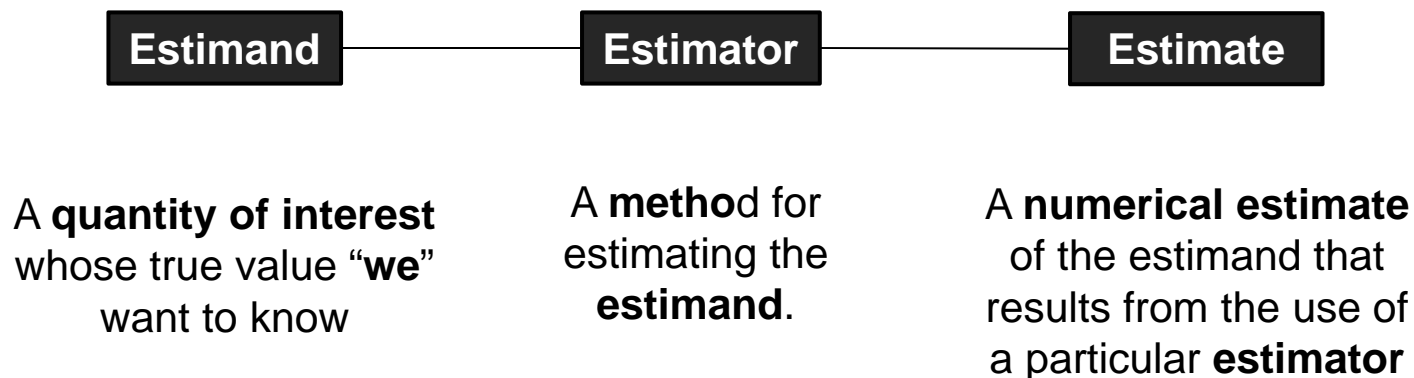 Estimand
Estimator
Estimate
A quantity of interest
whose true value “we”
want to know
A method for
estimating the
estimand.
A numerical estimate
of the estimand that
results from the use of
a particular estimator